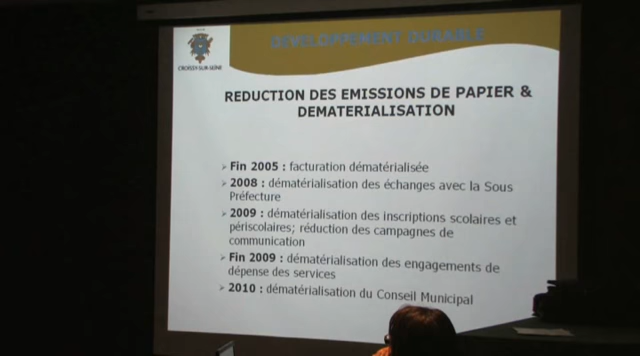 DÉVELOPPEMENT DURABLE
CROISSY-SUR-SEINE
REDUCTION DES EMISSIONS DE PAPIER &
DEMATERIALISATION
➢ Fin 2005 : facturation dématérialisée
➢ 2008 : dématérialisation des échanges avec la Sous
Préfecture
➢ 2009 : dématérialisation des inscriptions scolaires et
périscolaires; réduction des campagnes de
communication
➢ Fin 2009 : dématérialisation des engagements de
dépense des services
➢ 2010 : dématérialisation du Conseil Municipal